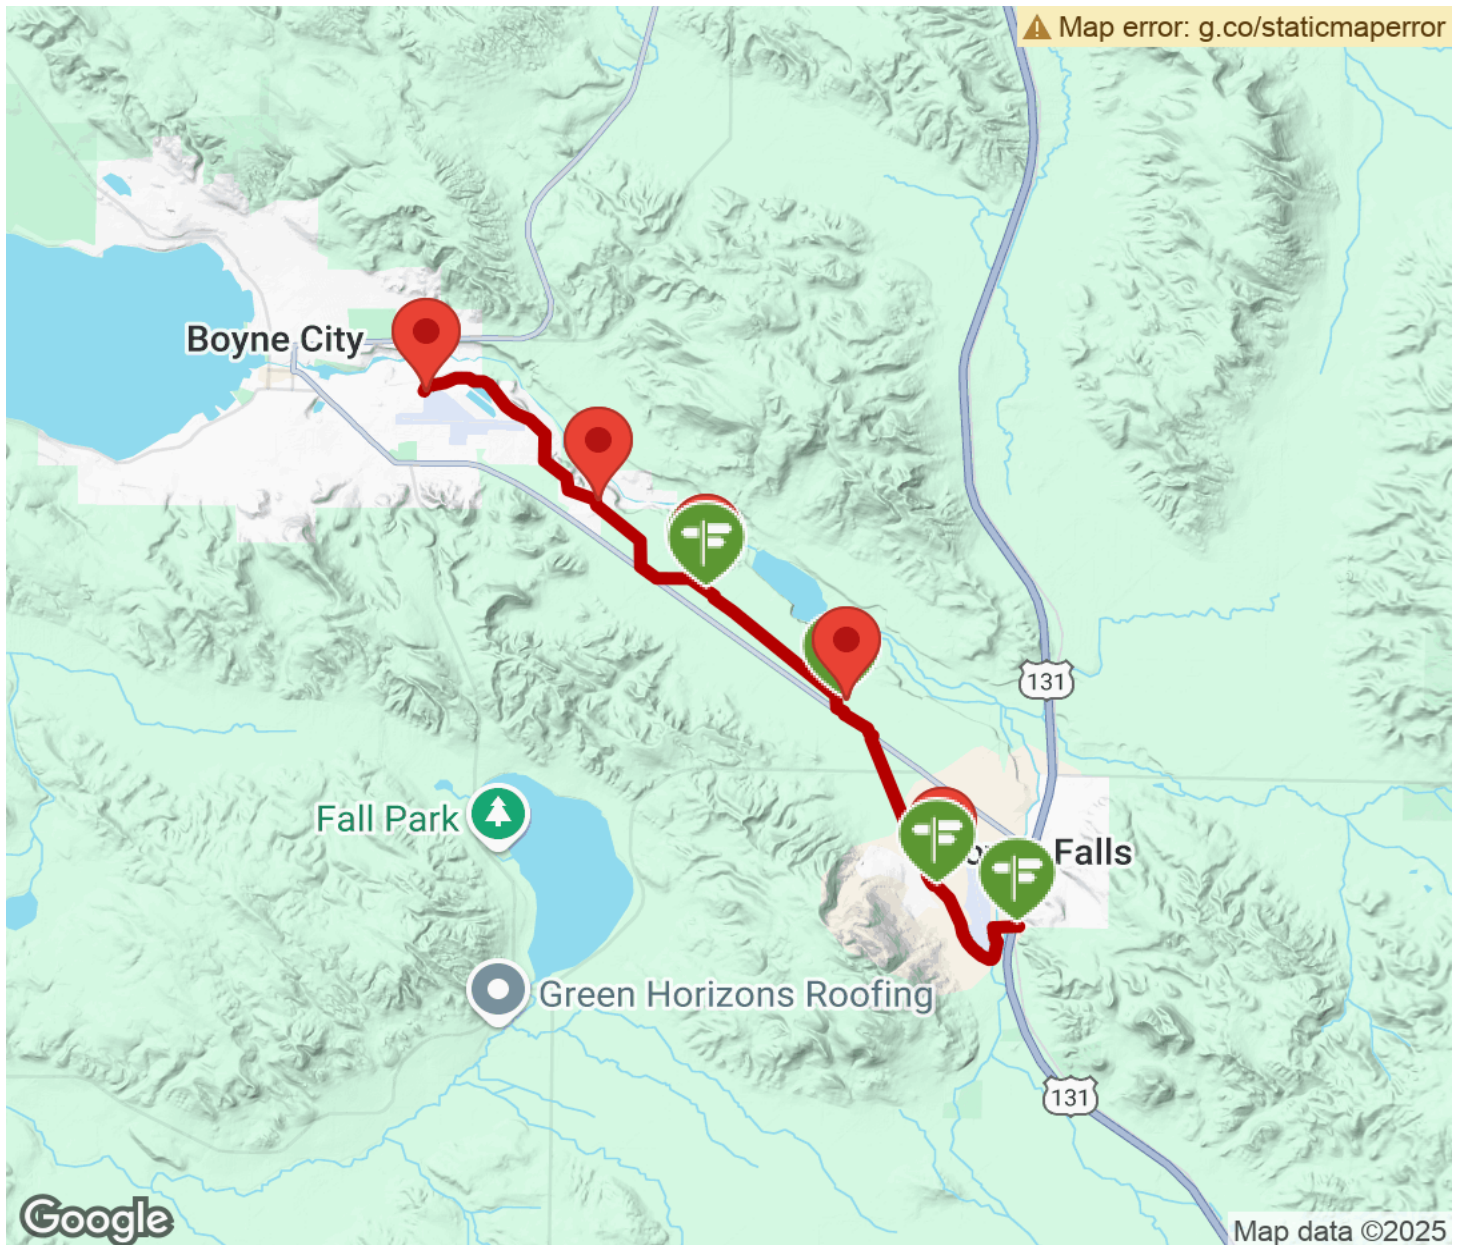 Map error: g.co/staticmaperror
Boyne City
131
Fall Park
Falls
Green Horizons Roofing
131
Google
Map data ©2025